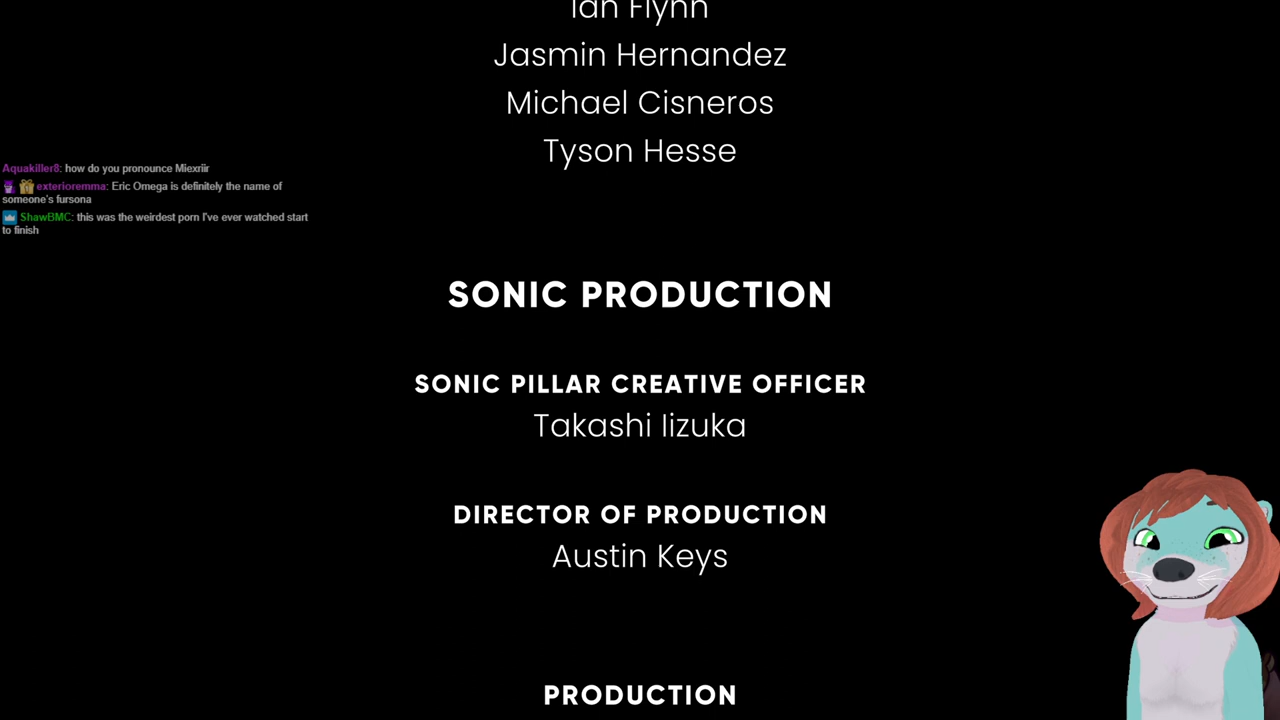 Ian Flynn
Jasmin Hernandez
Michael Cisneros
Tyson Hesse
Aquakiller8: how do you pronounce Miexriir
exterioremma: Eric Omega is definitely the name of
someone's fursona
ShawBMC: this was the weirdest porn I've ever watched start
to finish
SONIC PRODUCTION
SONIC PILLAR CREATIVE OFFICER
Takashi Iizuka
DIRECTOR OF PRODUCTION
Austin Keys
PRODUCTION